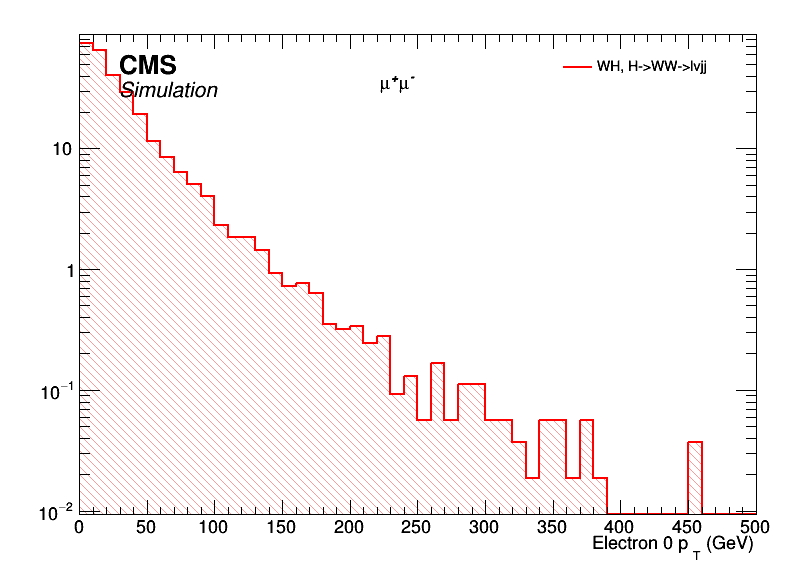 CMS
Simulation
μ⁺μ⁻
WH, H->WW->lvjj
10
1
10⁻¹
10⁻²
0 50 100 150 200 250 300 350 400 450 500
Electron 0 p_T (GeV)